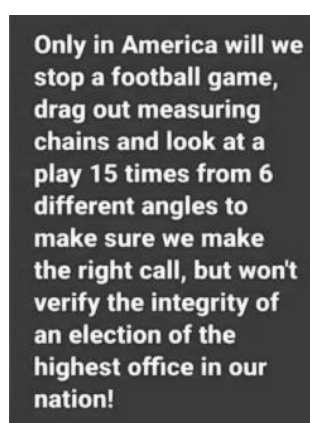 Only in America will we
stop a football game,
drag out measuring
chains and look at a
play 15 times from 6
different angles to
make sure we make
the right call, but won't
verify the integrity of
an election of the
highest office in our
nation!